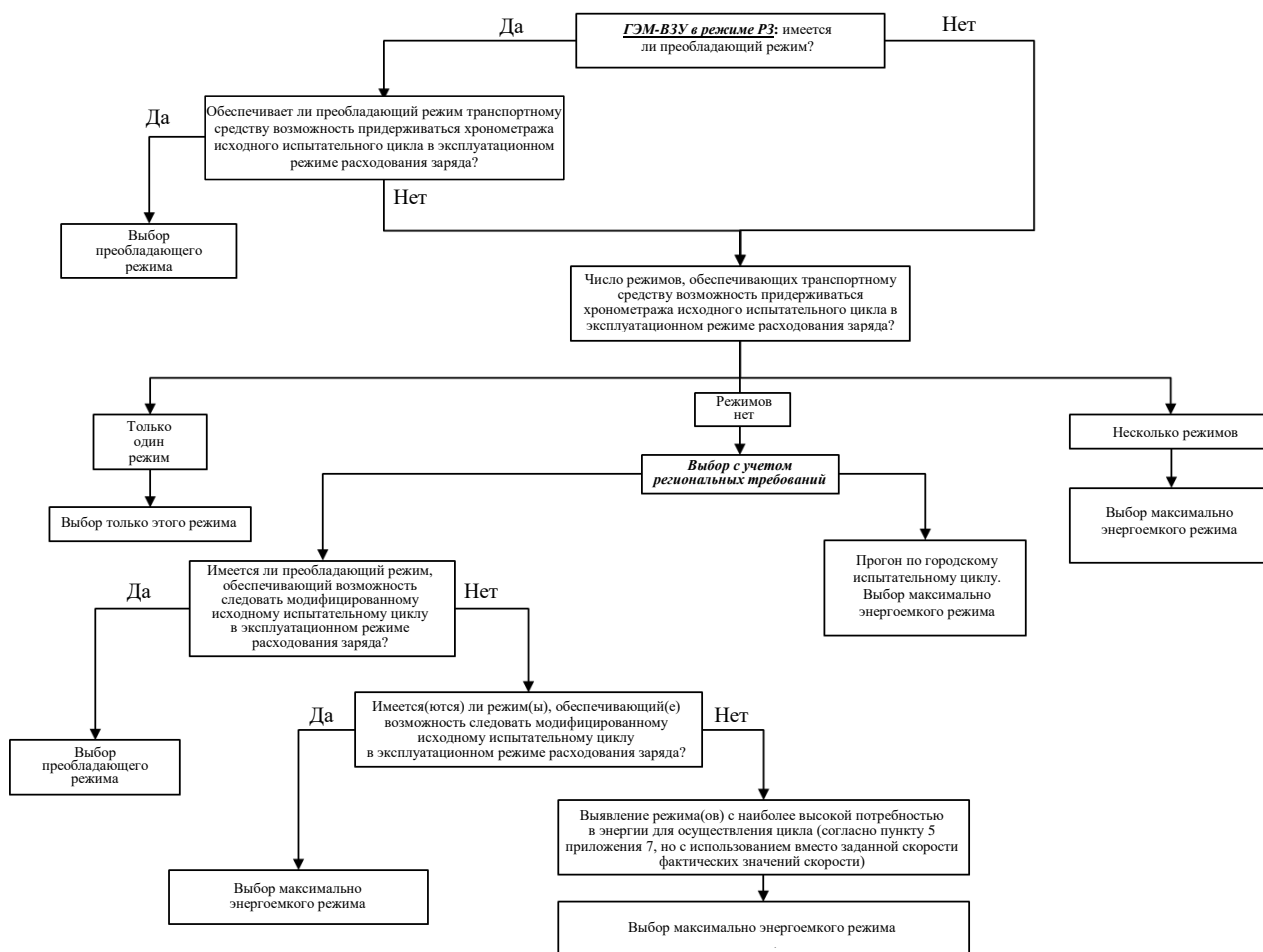 Да
ГЭМ-ВЗУ в режиме РЗ: имеется
ли преобладающий режим?
Нет
Да
Обеспечивает ли преобладающий режим транспортному
средству возможность придерживаться хронометража
исходного испытательного цикла в эксплуатационном
режиме расходования заряда?
Нет
Выбор
преобладающего
режима
Число режимов, обеспечивающих транспортному
средству возможность придерживаться
хронометража исходного испытательного цикла в
эксплуатационном режиме расходования заряда?
Только
один
режим
Режимов
нет
Несколько режимов
Выбор только этого режима
Выбор с учетом
региональных требований
Выбор максимально
энергоемкого режима
Да
Имеется ли преобладающий режим,
обеспечивающий возможность
следовать модифицированному
исходному испытательному циклу
в эксплуатационном режиме
расходования заряда?
Нет
Прогон по городскому
испытательному циклу.
Выбор максимально
энергоемкого режима
Да
Имеется(ются) ли режим(ы), обеспечивающий(е)
возможность следовать модифицированному
исходному испытательному циклу
в эксплуатационном режиме расходования заряда?
Нет
Выбор
преобладающего
режима
Выявление режима(ов) с наиболее высокой потребностью
в энергии для осуществления цикла (согласно пункту 5
приложения 7, но с использованием вместо заданной скорости
фактических значений скорости)
Выбор максимально
энергоемкого режима
Выбор максимально энергоемкого режима